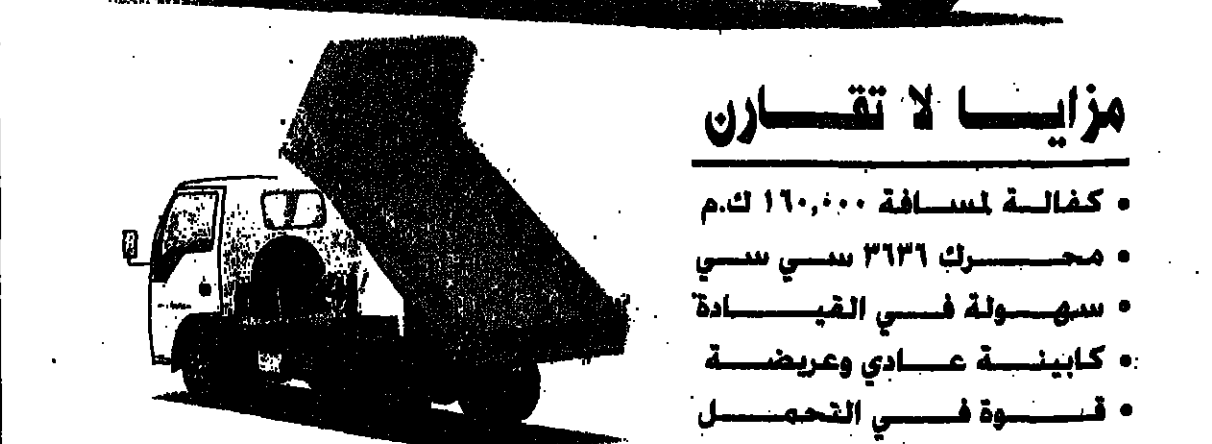 مزايا لا تقارن
• كفالة لمسافة ١٦٠,٠٠٠ ك.م
• محرك ٣٦٣٦ سي سي
• سهولة في القيادة
• كابينة عادي وعريضة
• قوة في التحمل